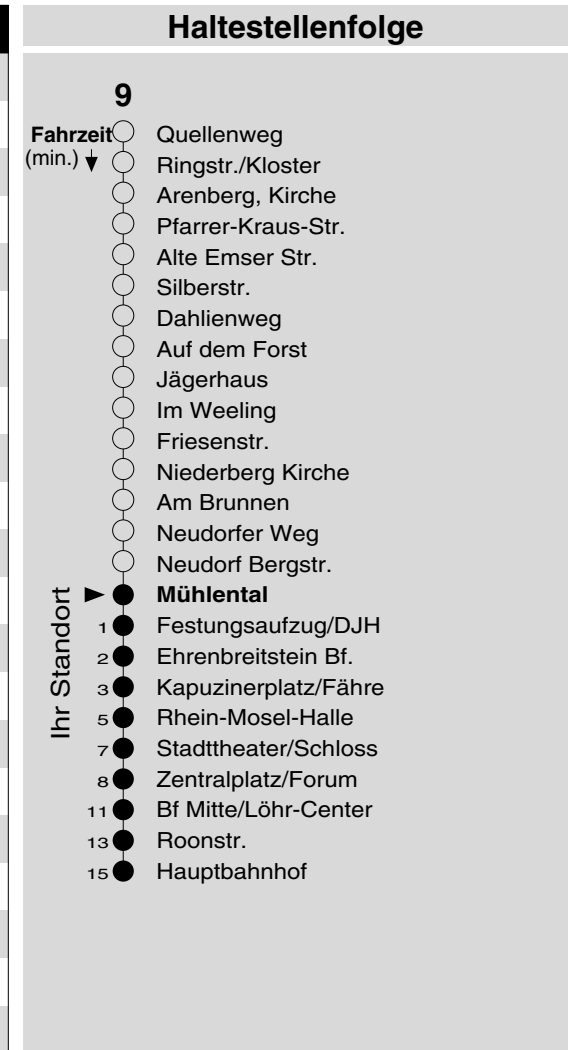 Haltestellenfolge
9
Fahrzeit Quellenweg
(min.) Ringstr./Kloster
Arenberg, Kirche
Pfarrer-Kraus-Str.
Alte Emser Str.
Silberstr.
Dahlienweg
Auf dem Forst
Jägerhaus
Im Weeling
Friesenstr.
Niederberg Kirche
Am Brunnen
Neudorfer Weg
Neudorf Bergstr.
Ihr Standort
Mühlental
1 Festungsaufzug/DJH
2 Ehrenbreitstein Bf.
3 Kapuzinerplatz/Fähre
5 Rhein-Mosel-Halle
7 Stadttheater/Schloss
8 Zentralplatz/Forum
11 Bf Mitte/Löhr-Center
13 Roonstr.
15 Hauptbahnhof